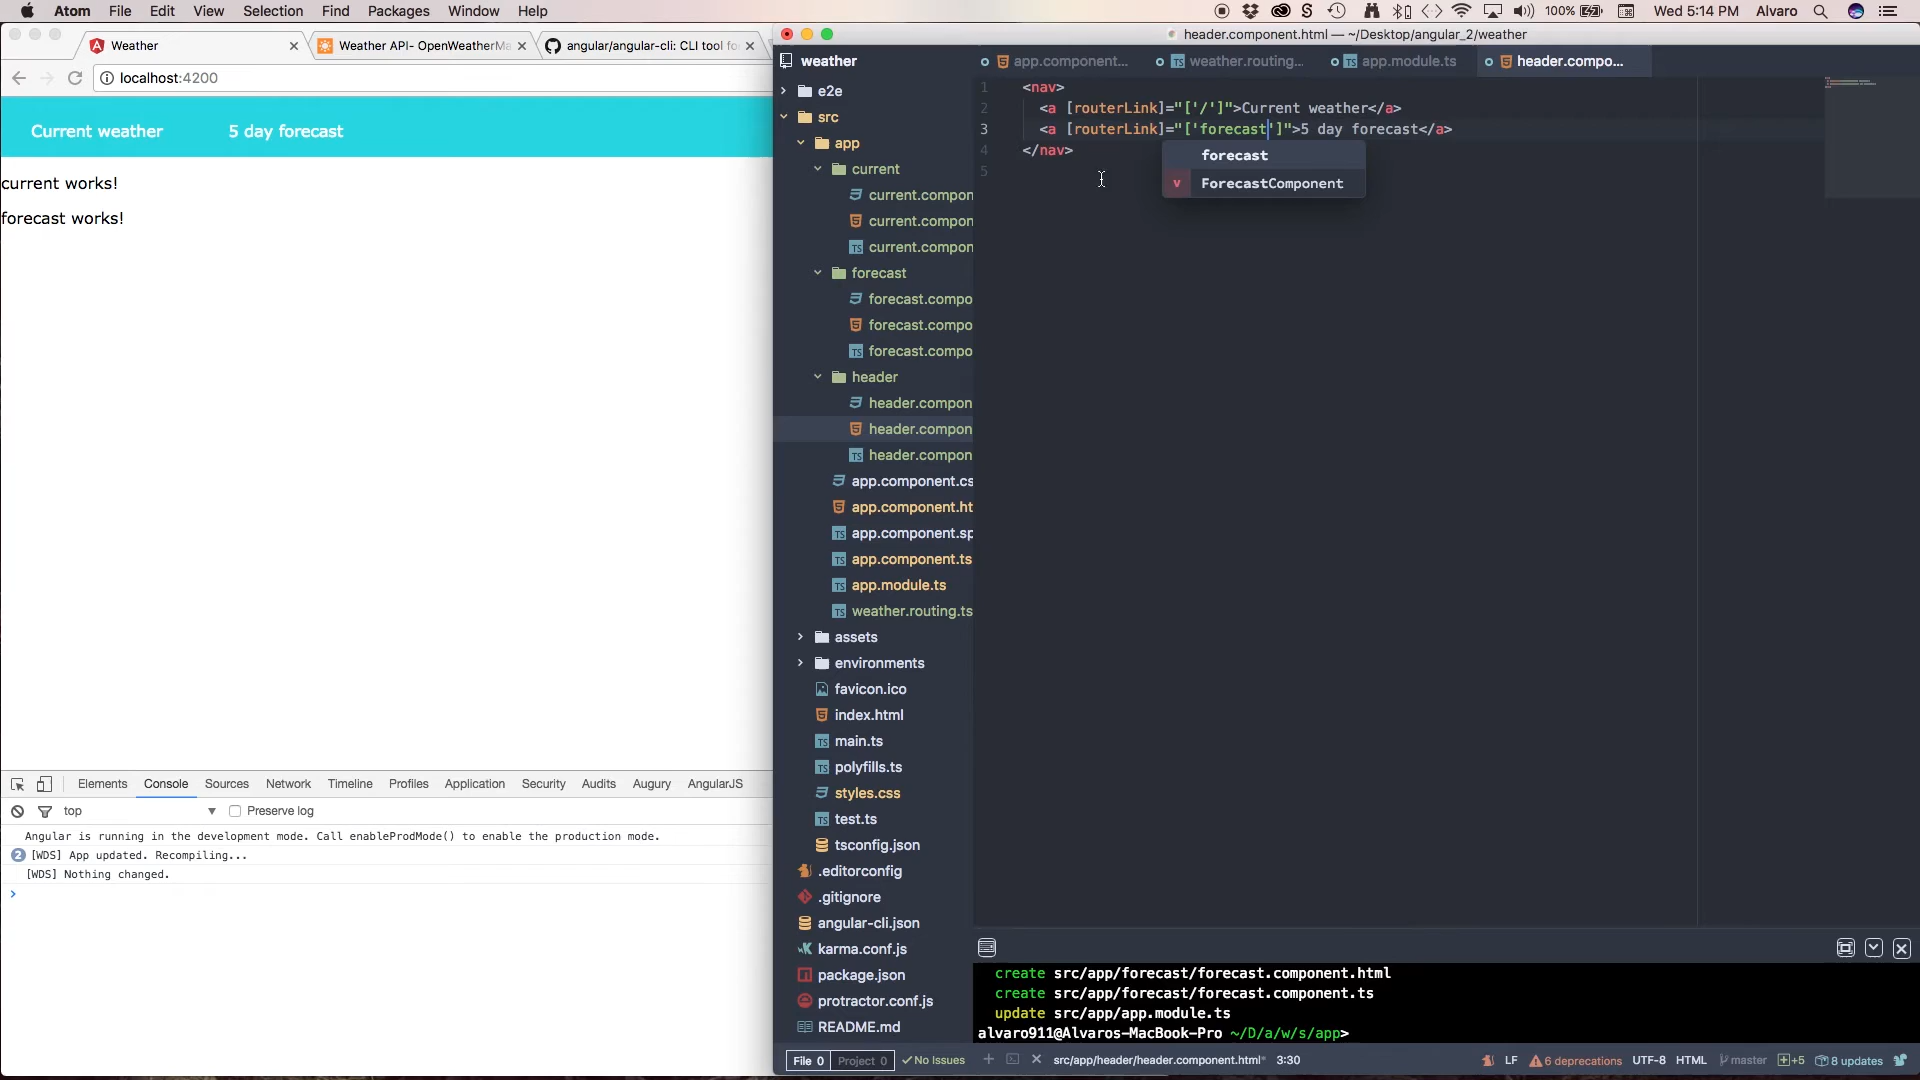 Atom File Edit View Selection Find Packages Window Help
100% Wed 5:14 PM Alvaro
Weather
Weather API- OpenWeatherMa
angular/angular-cli: CLI tool fo
localhost:4200
Current weather 5 day forecast
current works!
forecast works!
Elements Console Sources Network Timeline Profiles Application Security Audits Augury AngularJS
top Preserve log
Angular is running in the development mode. Call enableProdMode() to enable the production mode.
2 [WDS] App updated. Recompiling...
[WDS] Nothing changed.
>
header.component.html — ~/Desktop/angular_2/weather
weather
e2e
src
app
current
current.compon
current.compon
current.compon
forecast
forecast.compo
forecast.compo
forecast.compo
header
header.compon
header.compon
header.compon
app.component.cs
app.component.ht
app.component.sp
app.component.ts
app.module.ts
weather.routing.ts
assets
environments
favicon.ico
index.html
main.ts
polyfills.ts
styles.css
test.ts
tsconfig.json
.editorconfig
.gitignore
angular-cli.json
karma.conf.js
package.json
protractor.conf.js
README.md
app.component... weather.routing... app.module.ts header.compo...
1 <nav>
2 <a [routerLink]="['/']">Current weather</a>
3 <a [routerLink]="['forecast']">5 day forecast</a>
4 </nav>
5
forecast
v ForecastComponent
create src/app/forecast/forecast.component.html
create src/app/forecast/forecast.component.ts
update src/app/app.module.ts
alvaro911@Alvaros-MacBook-Pro ~/D/a/w/s/app>
File 0 Project 0 No Issues src/app/header/header.component.html* 3:30 LF 6 deprecations UTF-8 HTML master +5 8 updates